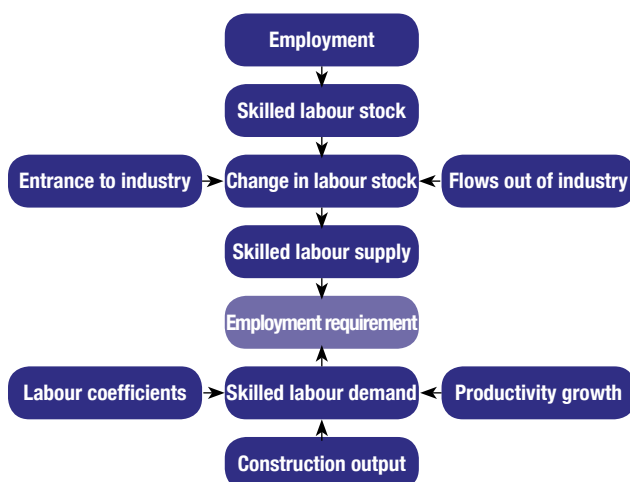 Employment
Skilled labour stock
Entrance to industry
Change in labour stock
Flows out of industry
Skilled labour supply
Employment requirement
Labour coefficients
Skilled labour demand
Productivity growth
Construction output